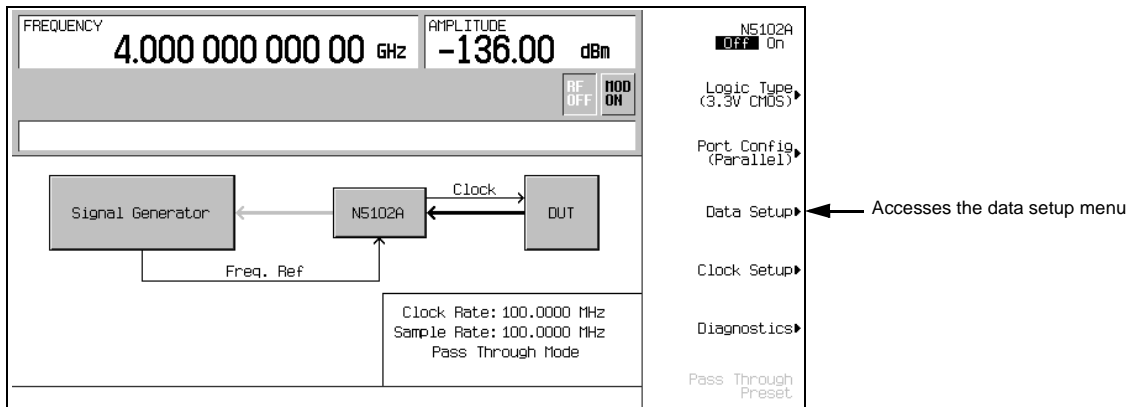 FREQUENCY
4.000 000 000 00 GHz
AMPLITUDE
-136.00 dBm
RF
OFF
MOD
ON
N5102A
Off On
Logic Type
(3.3V CMOS)
Port Config
(Parallel)
Data Setup
Accesses the data setup menu
Clock Setup
Diagnostics
Pass Through
Preset
Signal Generator
N5102A
Clock
DUT
Freq. Ref
Clock Rate: 100.0000 MHz
Sample Rate: 100.0000 MHz
Pass Through Mode